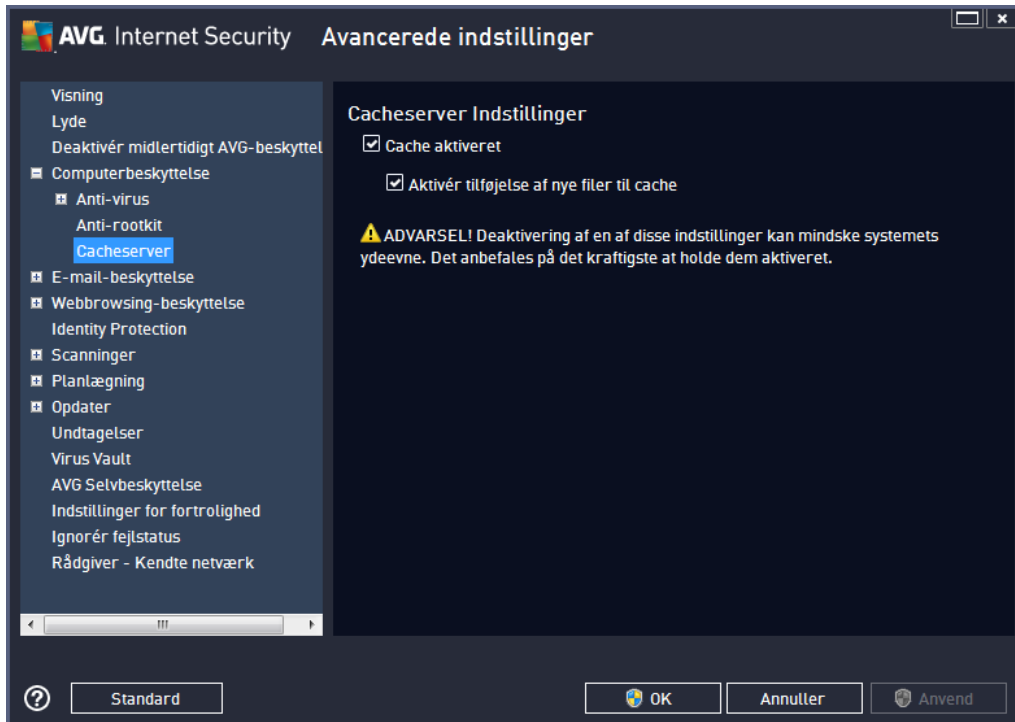 AVG. Internet Security Avancerede indstillinger
Visning
Lyde
Deaktivér midlertidigt AVG-beskyttel
Computerbeskyttelse
Anti-virus
Anti-rootkit
Cacheserver
E-mail-beskyttelse
Webbrowsing-beskyttelse
Identity Protection
Scanninger
Planlægning
Opdater
Undtagelser
Virus Vault
AVG Selvbeskyttelse
Indstillinger for fortrolighed
Ignorér fejlstatus
Rådgiver - Kendte netværk
Cacheserver Indstillinger
Cache aktiveret
Aktivér tilføjelse af nye filer til cache
ADVARSEL! Deaktivering af en af disse indstillinger kan mindske systemets
ydeevne. Det anbefales på det kraftigste at holde dem aktiveret.
Standard
OK
Annuller
Anvend